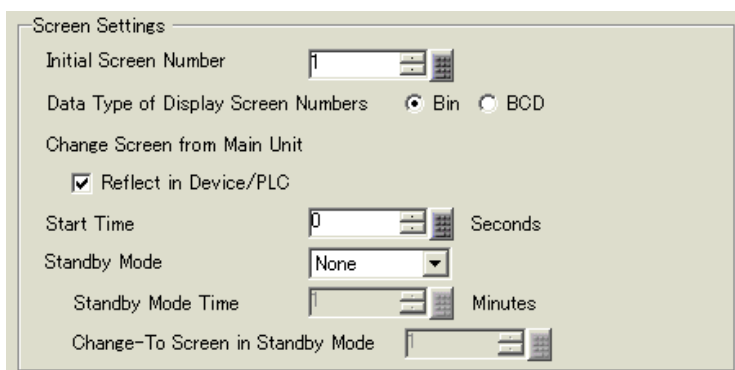 Screen Settings
Initial Screen Number 1
Data Type of Display Screen Numbers Bin BCD
Change Screen from Main Unit
Reflect in Device/PLC
Start Time 0 Seconds
Standby Mode None
Standby Mode Time 1 Minutes
Change-To Screen in Standby Mode 1